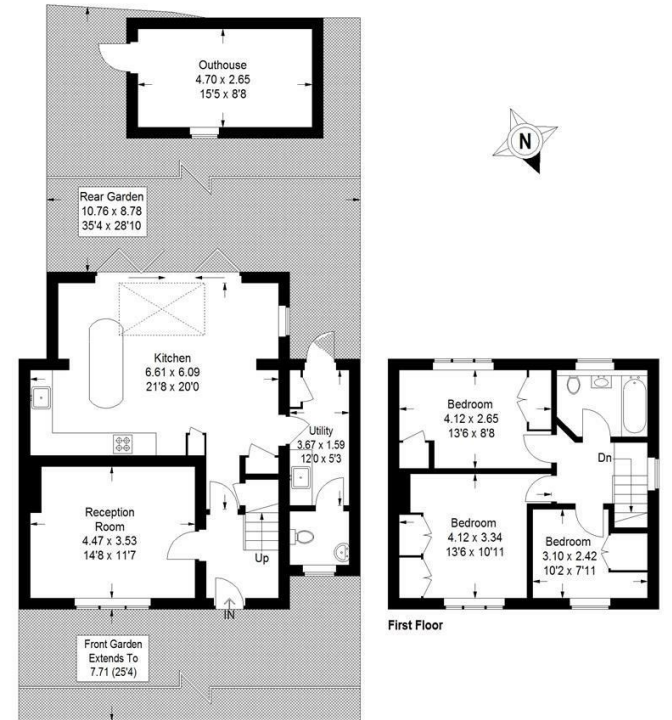 Outhouse
4.70 x 2.65
15'5 x 8'8
N
Rear Garden
10.76 x 8.78
35'4 x 28'10
Kitchen
6.61 x 6.09
21'8 x 20'0
Utility
3.67 x 1.59
12'0 x 5'3
Reception
Room
4.47 x 3.53
14'8 x 11'7
Up
IN
Front Garden
Extends To
7.71 (25'4)
Bedroom
4.12 x 2.65
13'6 x 8'8
Dn
Bedroom
4.12 x 3.34
13'6 x 10'11
Bedroom
3.10 x 2.42
10'2 x 7'11
First Floor